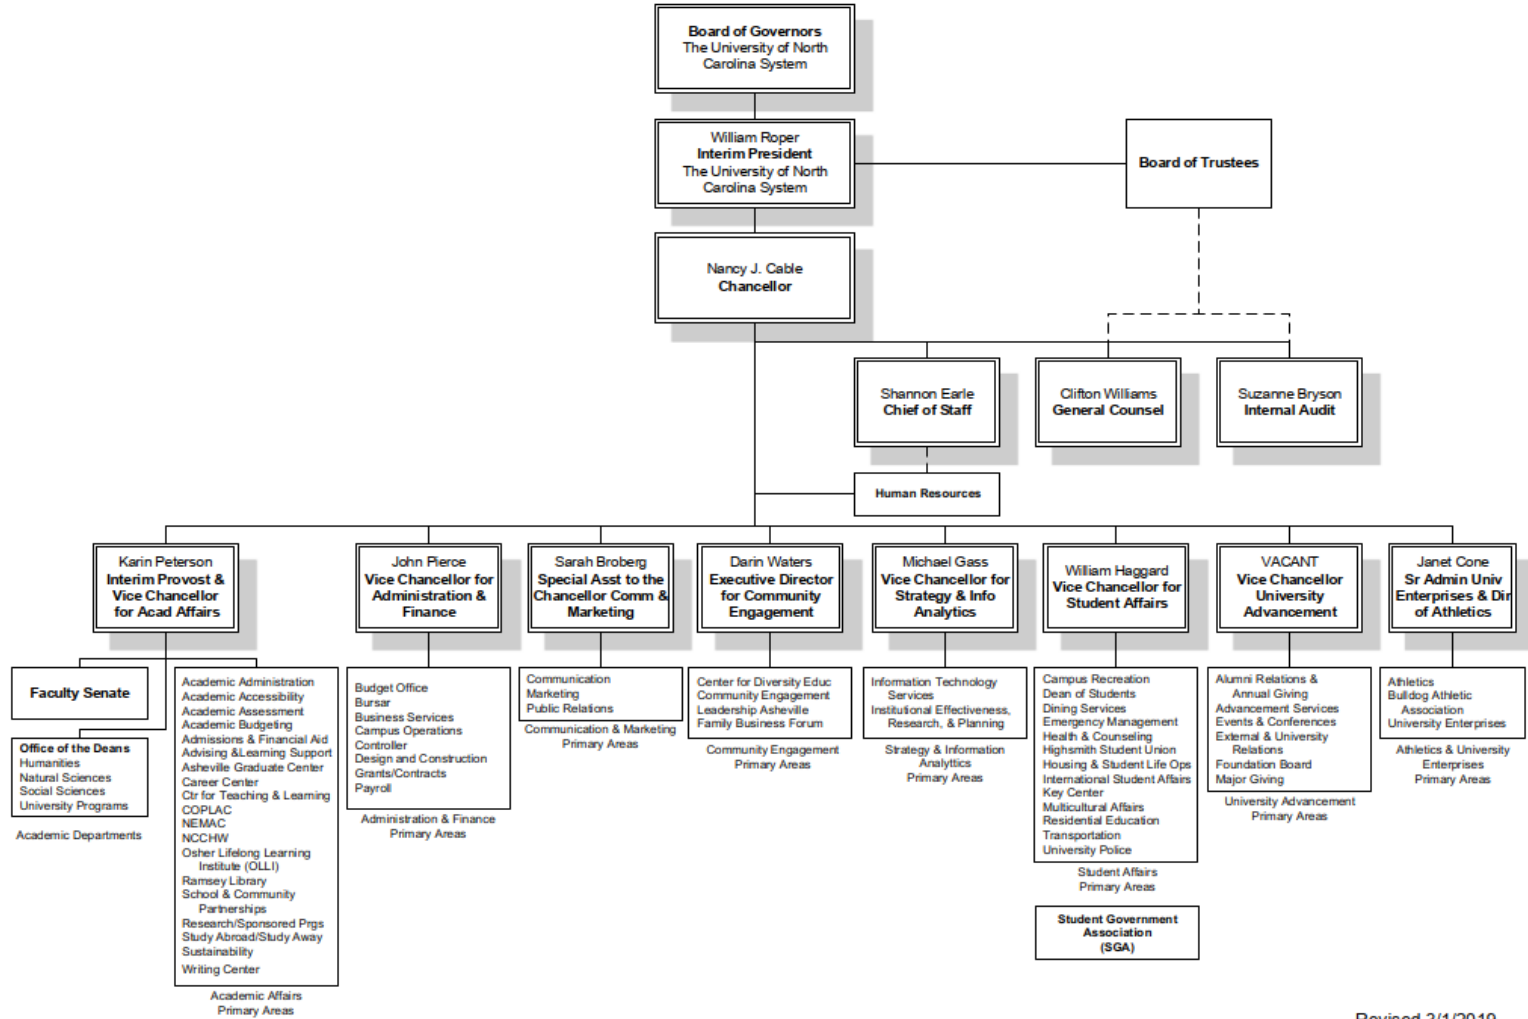 Board of Governors
The University of North
Carolina System
William Roper
Interim President
The University of North
Carolina System
Board of Trustees
Nancy J. Cable
Chancellor
Shannon Earle
Chief of Staff
Clifton Williams
General Counsel
Suzanne Bryson
Internal Audit
Human Resources
Karin Peterson
Interim Provost &
Vice Chancellor
for Acad Affairs
John Pierce
Vice Chancellor for
Administration &
Finance
Sarah Broberg
Special Asst to the
Chancellor Comm &
Marketing
Darin Waters
Executive Director
for Community
Engagement
Michael Gass
Vice Chancellor for
Strategy & Info
Analytics
William Haggard
Vice Chancellor for
Student Affairs
VACANT
Vice Chancellor
University
Advancement
Janet Cone
Sr Admin Univ
Enterprises & Dir
of Athletics
Faculty Senate
Office of the Deans
Humanities
Natural Sciences
Social Sciences
University Programs
Academic Departments
Academic Administration
Academic Accessibility
Academic Assessment
Academic Budgeting
Admissions & Financial Aid
Advising &Learning Support
Asheville Graduate Center
Career Center
Ctr for Teaching & Learning
COPLAC
NEMAC
NCCHW
Osher Lifelong Learning
Institute (OLLI)
Ramsey Library
School & Community
Partnerships
Research/Sponsored Prgs
Study Abroad/Study Away
Sustainability
Writing Center
Academic Affairs
Primary Areas
Budget Office
Bursar
Business Services
Campus Operations
Controller
Design and Construction
Grants/Contracts
Payroll
Administration & Finance
Primary Areas
Communication
Marketing
Public Relations
Communication & Marketing
Primary Areas
Center for Diversity Educ
Community Engagement
Leadership Asheville
Family Business Forum
Community Engagement
Primary Areas
Information Technology
Services
Institutional Effectiveness,
Research, & Planning
Strategy & Information
Analyttics
Primary Areas
Campus Recreation
Dean of Students
Dining Services
Emergency Management
Health & Counseling
Highsmith Student Union
Housing & Student Life Ops
International Student Affairs
Key Center
Multicultural Affairs
Residential Education
Transportation
University Police
Student Affairs
Primary Areas
Student Government
Association
(SGA)
Alumni Relations &
Annual Giving
Advancement Services
Events & Conferences
External & University
Relations
Foundation Board
Major Giving
University Advancement
Primary Areas
Athletics
Bulldog Athletic
Association
University Enterprises
Athletics & University
Enterprises
Primary Areas
Revised 3/1/2019